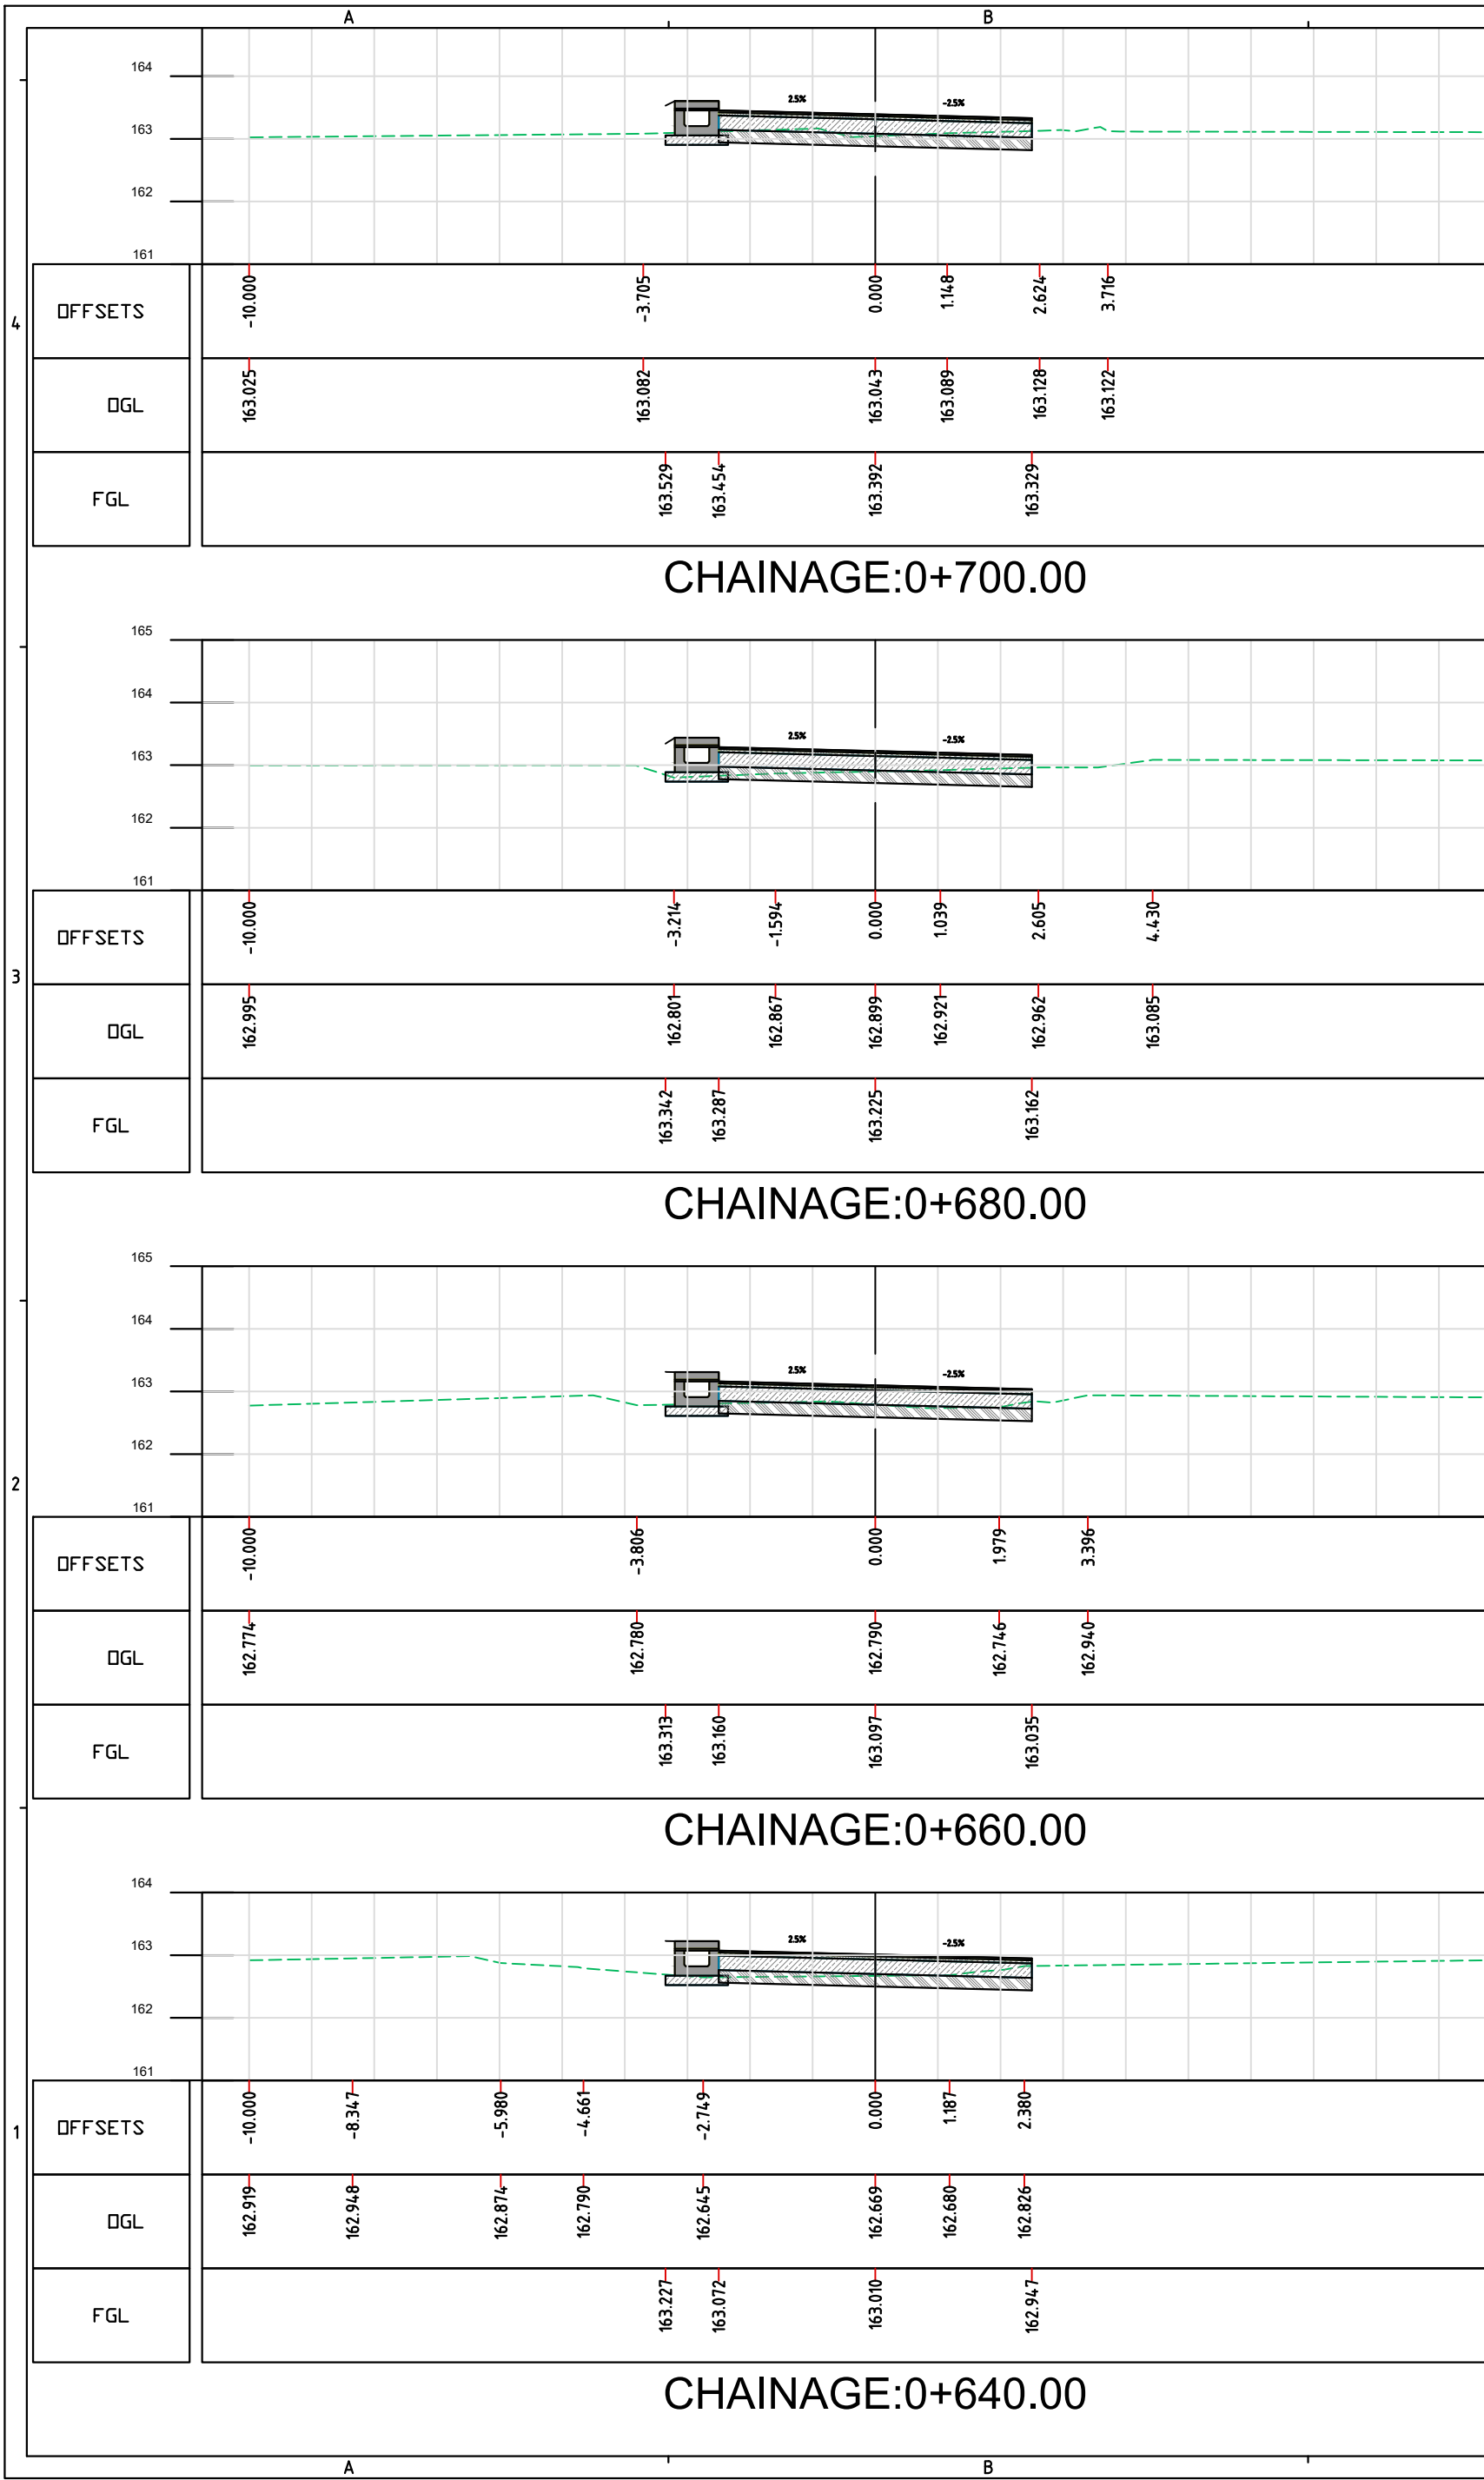 A B
164
2.5% -2.5%
163
162
161
4
OFFSETS -10.000 -3.705 0.000 1.148 2.624 3.716
OGL 163.025 163.082 163.043 163.089 163.128 163.122
FGL 163.529 163.454 163.392 163.329
CHAINAGE:0+700.00
165
164
2.5% -2.5%
163
162
161
3
OFFSETS -10.000 -3.214 -1.594 0.000 1.039 2.605 4.430
OGL 162.995 162.801 162.867 162.899 162.921 162.962 163.085
FGL 163.342 163.287 163.225 163.162
CHAINAGE:0+680.00
165
164
2.5% -2.5%
163
162
2
161
OFFSETS -10.000 -3.806 0.000 1.979 3.396
OGL 162.774 162.780 162.790 162.746 162.940
FGL 163.313 163.160 163.097 163.035
CHAINAGE:0+660.00
164
2.5% -2.5%
163
162
161
1
OFFSETS -10.000 -8.347 -5.980 -4.661 -2.749 0.000 1.187 2.380
OGL 162.919 162.948 162.874 162.790 162.645 162.669 162.680 162.826
FGL 163.227 163.072 163.010 162.947
CHAINAGE:0+640.00
A B